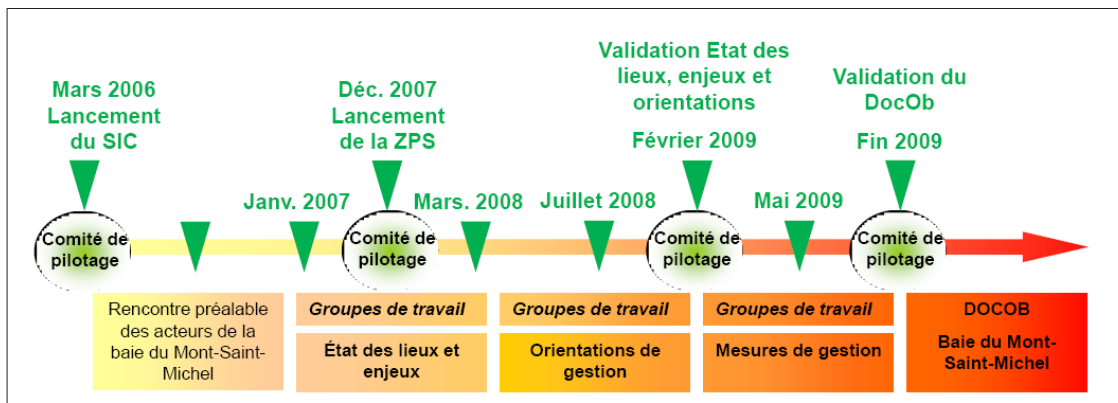 Mars 2006
Lancement
du SIC
Déc. 2007
Lancement
de la ZPS
Validation Etat des
lieux, enjeux et
orientations
Février 2009
Validation du
DocOb
Fin 2009
Janv. 2007
Mars. 2008
Juillet 2008
Mai 2009
Comité de
pilotage
Comité de
pilotage
Comité de
pilotage
Comité de
pilotage
Rencontre préalable
des acteurs de la
baie du Mont-Saint-
Michel
Groupes de travail
État des lieux et
enjeux
Groupes de travail
Orientations de
gestion
Groupes de travail
Mesures de gestion
DOCOB
Baie du Mont-
Saint-Michel